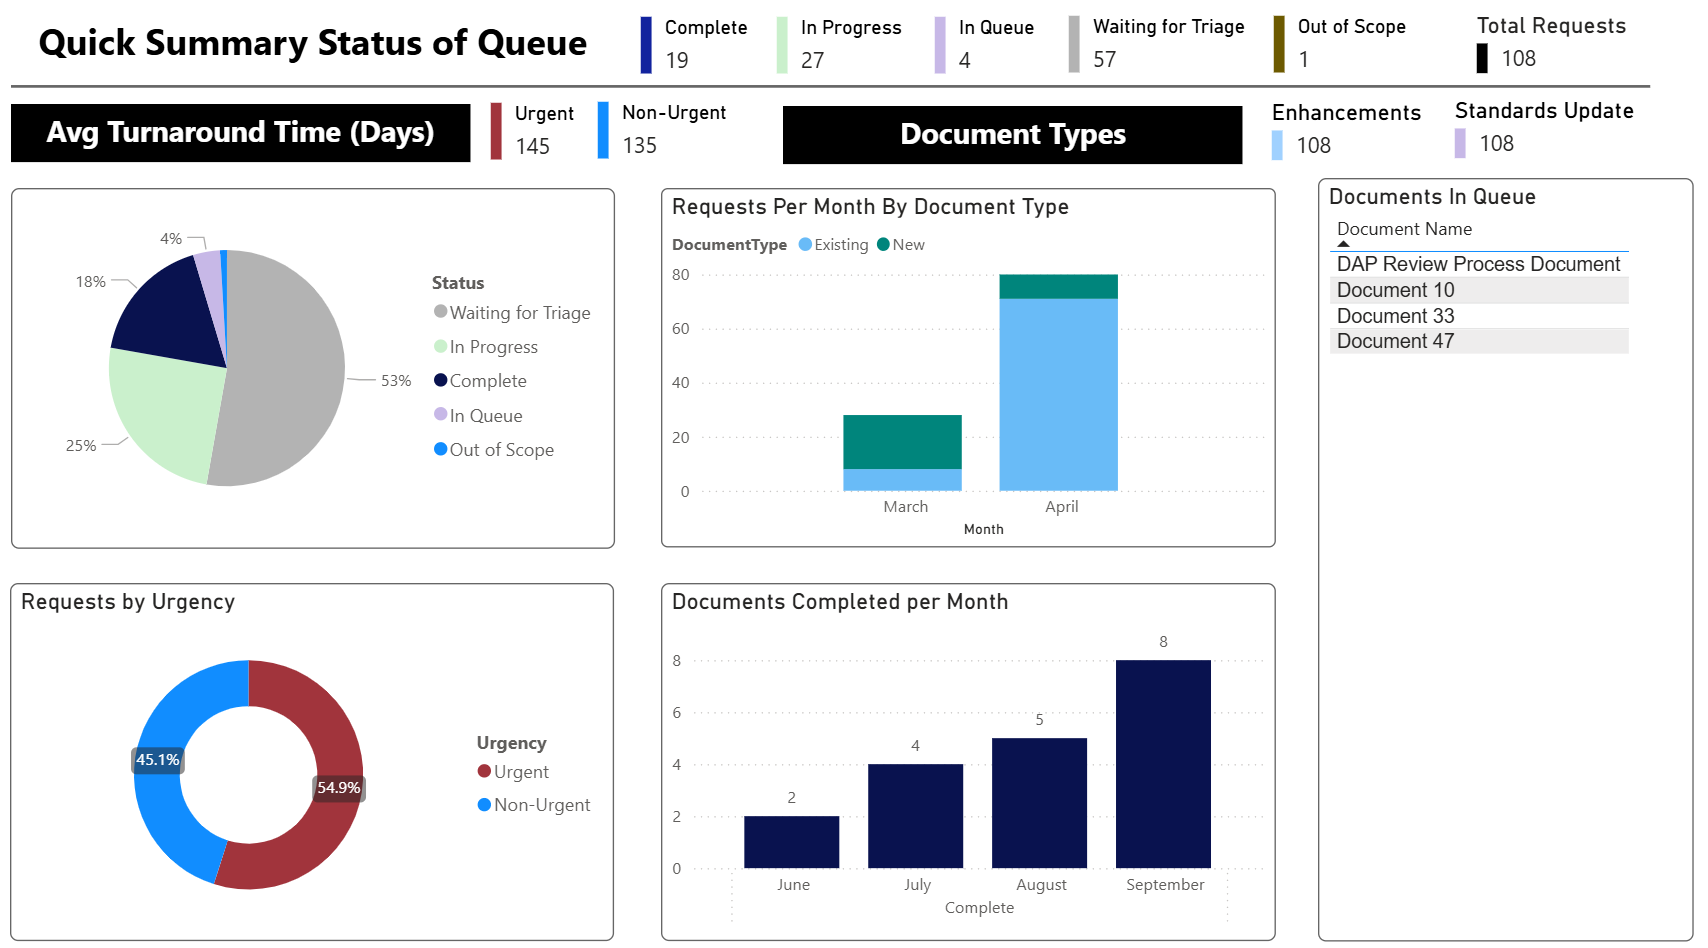 Quick Summary Status of Queue
Complete
19
In Progress
27
In Queue
4
Waiting for Triage
57
Out of Scope
1
Total Requests
108
Avg Turnaround Time (Days)
Urgent
145
Non-Urgent
135
Document Types
Enhancements
108
Standards Update
108
4%
18%
25%
53%
Status
Waiting for Triage
In Progress
Complete
In Queue
Out of Scope
Requests Per Month By Document Type
DocumentType Existing New
80
60
40
20
0
March April
Month
Documents In Queue
Document Name
DAP Review Process Document
Document 10
Document 33
Document 47
Requests by Urgency
45.1%
54.9%
Urgency
Urgent
Non-Urgent
Documents Completed per Month
8
6
4
2
0
2
4
5
8
June July August September
Complete